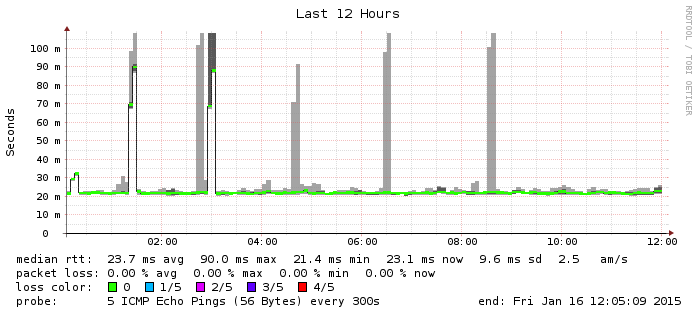 Last 12 Hours
RRDTOOL / TOBI OETIKER
Seconds
100 m
90 m
80 m
70 m
60 m
50 m
40 m
30 m
20 m
10 m
0
02:00 04:00 06:00 08:00 10:00 12:00
median rtt: 23.7 ms avg 90.0 ms max 21.4 ms min 23.1 ms now 9.6 ms sd 2.5 am/s
packet loss: 0.00 % avg 0.00 % max 0.00 % min 0.00 % now
loss color: 0 1/5 2/5 3/5 4/5
probe: 5 ICMP Echo Pings (56 Bytes) every 300s end: Fri Jan 16 12:05:09 2015